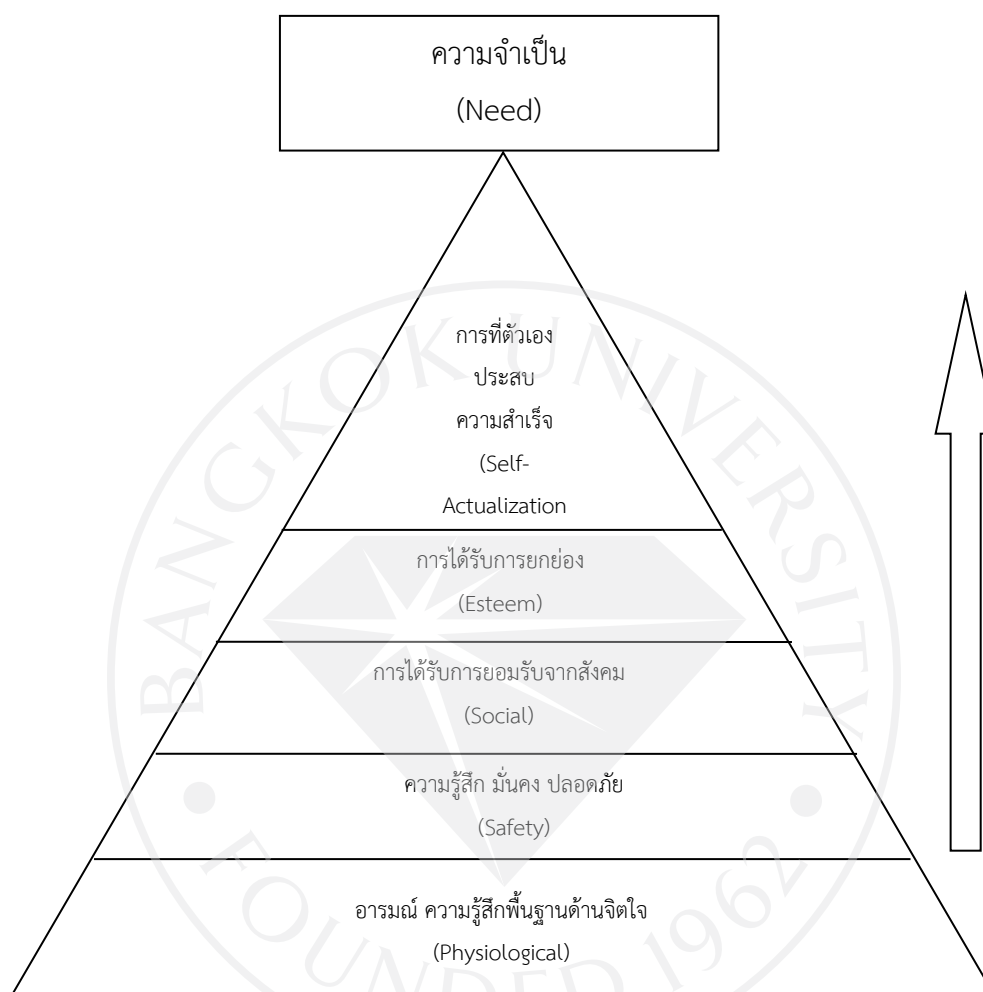 ความจำเป็น
(Need)
การที่ตัวเอง
ประสบ
ความสำเร็จ
(Self-
Actualization
การได้รับการยกย่อง
(Esteem)
การได้รับการยอมรับจากสังคม
(Social)
ความรู้สึก มั่นคง ปลอดภัย
(Safety)
อารมณ์ ความรู้สึกพื้นฐานด้านจิตใจ
(Physiological)
BANGKOK UNIVERSITY
FOUNDED 1962